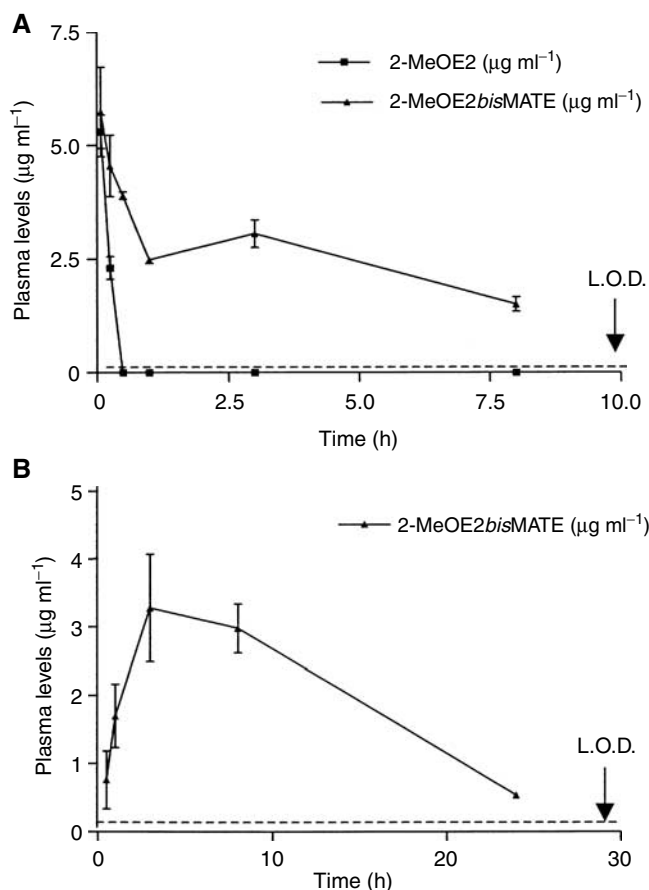 A
7.5
5.0
2.5
0
Plasma levels (µg ml⁻¹)
2-MeOE2 (µg ml⁻¹)
2-MeOE2bisMATE (µg ml⁻¹)
L.O.D.
0 2.5 5.0 7.5 10.0
Time (h)
B
5
4
3
2
1
0
Plasma levels (µg ml⁻¹)
2-MeOE2bisMATE (µg ml⁻¹)
L.O.D.
0 10 20 30
Time (h)